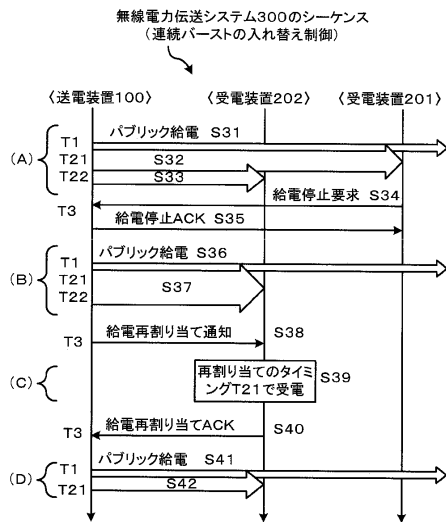 無線電力伝送システム300のシーケンス
(連続バーストの入れ替え制御)
〈送電装置100〉 〈受電装置202〉 〈受電装置201〉
(A)
T1 パブリック給電 S31
T21 S32
T22 S33
T3 給電停止要求 S34
給電停止ACK S35
(B)
T1 パブリック給電 S36
T21
T22 S37
T3 給電再割り当て通知 S38
(C)
再割り当てのタイミ
ングT21で受電
S39
T3 給電再割り当てACK S40
(D)
T1 パブリック給電 S41
T21 S42